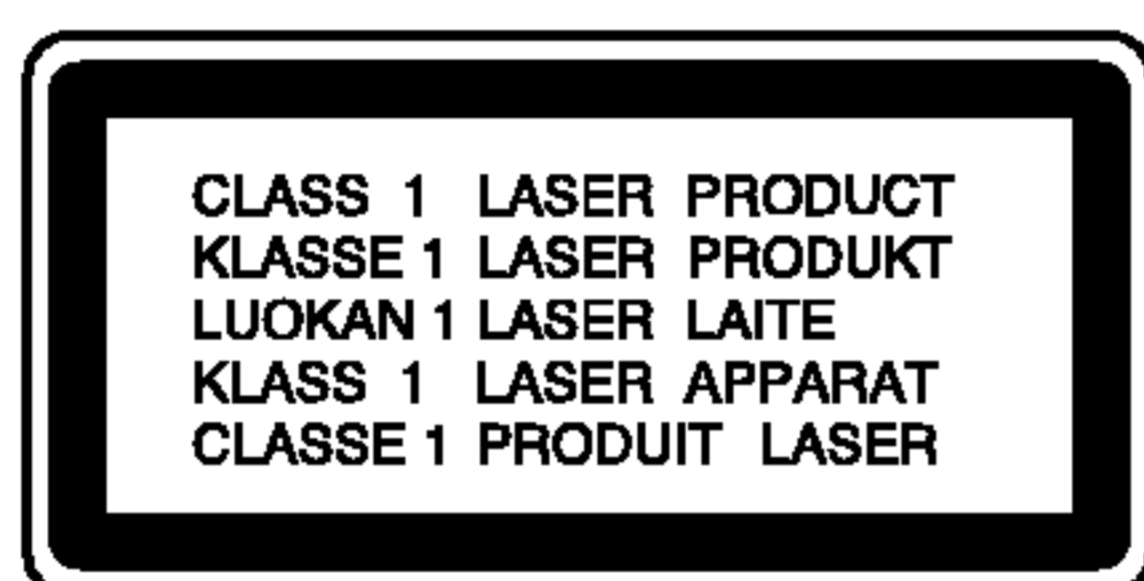 CLASS 1 LASER PRODUCT
KLASSE 1 LASER PRODUKT
LUOKAN 1 LASER LAITE
KLASS 1 LASER APPARAT
CLASSE 1 PRODUIT LASER